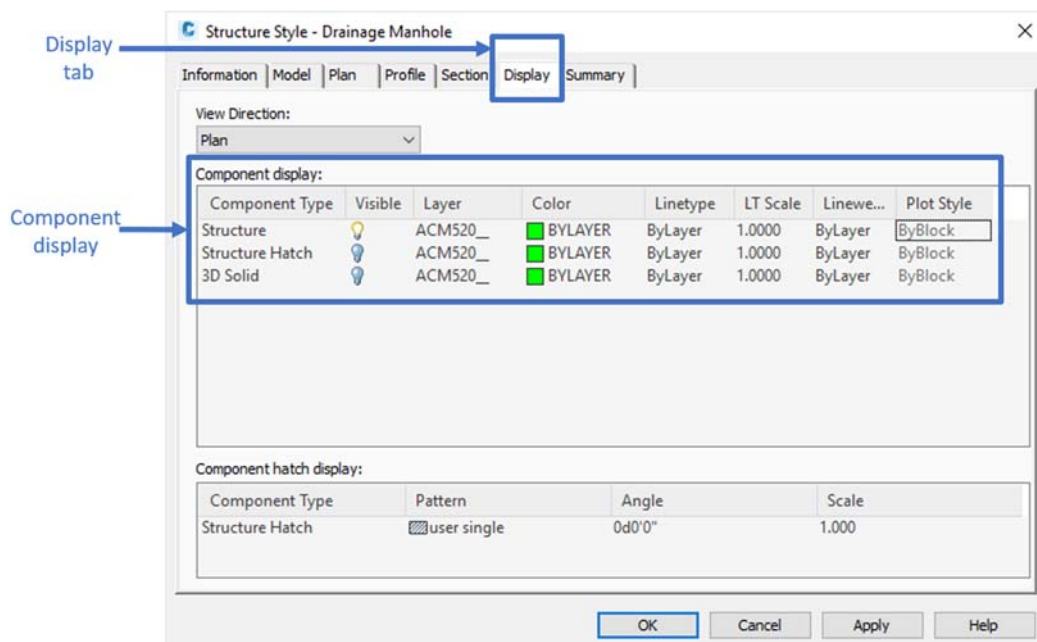 Structure Style - Drainage Manhole
Display
tab
Information Model Plan Profile Section Display Summary
View Direction:
Plan
Component display:
Component Type Visible Layer Color Linetype LT Scale Linewe... Plot Style
Component
display
Structure ACM520__ BYLAYER ByLayer 1.0000 ByLayer ByBlock
Structure Hatch ACM520__ BYLAYER ByLayer 1.0000 ByLayer ByBlock
3D Solid ACM520__ BYLAYER ByLayer 1.0000 ByLayer ByBlock
Component hatch display:
Component Type Pattern Angle Scale
Structure Hatch user single 0d0'0" 1.000
OK Cancel Apply Help